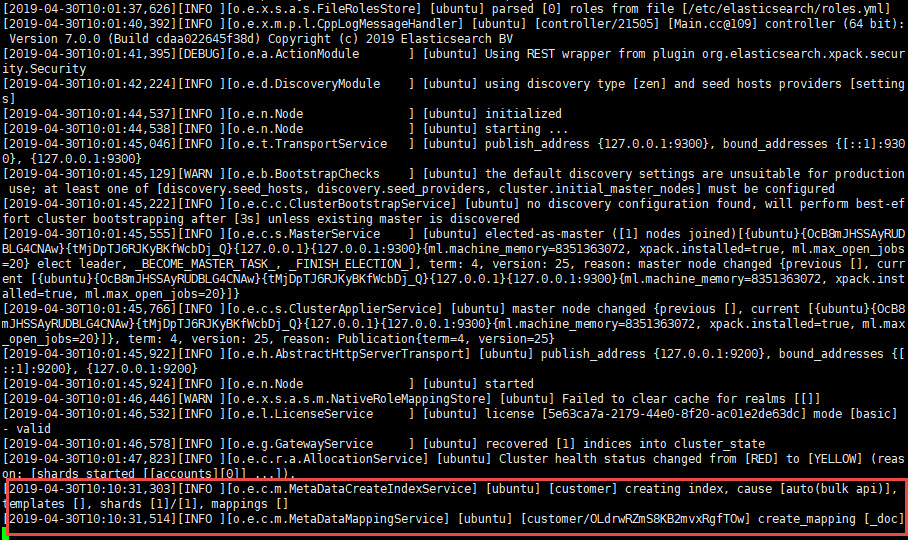 [2019-04-30T10:01:37,626][INFO ][o.e.x.s.a.s.FileRolesStore] [ubuntu] parsed [0] roles from file [/etc/elasticsearch/roles.yml]
[2019-04-30T10:01:40,392][INFO ][o.e.x.m.p.l.CppLogMessageHandler] [ubuntu] [controller/21505] [Main.cc@109] controller (64 bit):
 Version 7.0.0 (Build cdaa022645f38d) Copyright (c) 2019 Elasticsearch BV
[2019-04-30T10:01:41,395][DEBUG][o.e.a.ActionModule      ] [ubuntu] Using REST wrapper from plugin org.elasticsearch.xpack.secur
ity.Security
[2019-04-30T10:01:42,224][INFO ][o.e.d.DiscoveryModule    ] [ubuntu] using discovery type [zen] and seed hosts providers [setting
s]
[2019-04-30T10:01:44,537][INFO ][o.e.n.Node               ] [ubuntu] initialized
[2019-04-30T10:01:44,538][INFO ][o.e.n.Node               ] [ubuntu] starting ...
[2019-04-30T10:01:45,046][INFO ][o.e.t.TransportService   ] [ubuntu] publish_address {127.0.0.1:9300}, bound_addresses {[::1]:930
0}, {127.0.0.1:9300}
[2019-04-30T10:01:45,129][WARN ][o.e.b.BootstrapChecks    ] [ubuntu] the default discovery settings are unsuitable for production
 use; at least one of [discovery.seed_hosts, discovery.seed_providers, cluster.initial_master_nodes] must be configured
[2019-04-30T10:01:45,222][INFO ][o.e.c.c.ClusterBootstrapService] [ubuntu] no discovery configuration found, will perform best-ef
fort cluster bootstrapping after [3s] unless existing master is discovered
[2019-04-30T10:01:45,555][INFO ][o.e.c.s.MasterService    ] [ubuntu] elected-as-master ([1] nodes joined)[{ubuntu}{OcB8mJHSSAyRUD
BLG4CNAw}{tMjDpTJ6RJKyBKfWcbDj_Q}{127.0.0.1}{127.0.0.1:9300}{ml.machine_memory=8351363072, xpack.installed=true, ml.max_open_jobs
=20} elect leader, _BECOME_MASTER_TASK_, _FINISH_ELECTION_], term: 4, version: 25, reason: master node changed {previous [], curr
ent [{ubuntu}{OcB8mJHSSAyRUDBLG4CNAw}{tMjDpTJ6RJKyBKfWcbDj_Q}{127.0.0.1}{127.0.0.1:9300}{ml.machine_memory=8351363072, xpack.inst
alled=true, ml.max_open_jobs=20}]}
[2019-04-30T10:01:45,766][INFO ][o.e.c.s.ClusterApplierService] [ubuntu] master node changed {previous [], current [{ubuntu}{OcB8
mJHSSAyRUDBLG4CNAw}{tMjDpTJ6RJKyBKfWcbDj_Q}{127.0.0.1}{127.0.0.1:9300}{ml.machine_memory=8351363072, xpack.installed=true, ml.max
_open_jobs=20}]}, term: 4, version: 25, reason: Publication{term=4, version=25}
[2019-04-30T10:01:45,922][INFO ][o.e.h.AbstractHttpServerTransport] [ubuntu] publish_address {127.0.0.1:9200}, bound_addresses {[
::1]:9200}, {127.0.0.1:9200}
[2019-04-30T10:01:45,924][INFO ][o.e.n.Node               ] [ubuntu] started
[2019-04-30T10:01:46,446][WARN ][o.e.x.s.a.s.m.NativeRoleMappingStore] [ubuntu] Failed to clear cache for realms [[]]
[2019-04-30T10:01:46,532][INFO ][o.e.l.LicenseService     ] [ubuntu] license [5e63ca7a-2179-44e0-8f20-ac01e2de63dc] mode [basic]
- valid
[2019-04-30T10:01:46,578][INFO ][o.e.g.GatewayService     ] [ubuntu] recovered [1] indices into cluster_state
[2019-04-30T10:01:47,823][INFO ][o.e.c.r.a.AllocationService] [ubuntu] Cluster health status changed from [RED] to [YELLOW] (reas
on: [shards started [[accounts][0]] ...]).
[2019-04-30T10:10:31,303][INFO ][o.e.c.m.MetaDataCreateIndexService] [ubuntu] [customer] creating index, cause [auto(bulk api)],
templates [], shards [1]/[1], mappings []
[2019-04-30T10:10:31,514][INFO ][o.e.c.m.MetaDataMappingService] [ubuntu] [customer/OLdrwRZmS8KB2mvxRgfTOw] create_mapping [_doc]